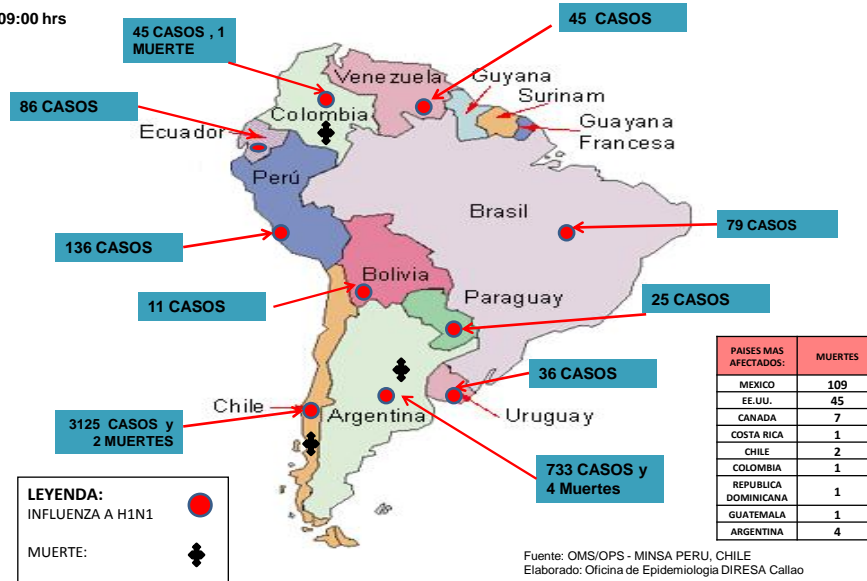 09:00 hrs
45 CASOS , 1
MUERTE
45 CASOS
Venezuela
Guyana
Surinam
86 CASOS
Colombia
Ecuador
Guayana
Francesa
Perú
Brasil
136 CASOS
79 CASOS
Bolivia
11 CASOS
Paraguay
25 CASOS
36 CASOS
Chile
Argentina
Uruguay
3125 CASOS y
2 MUERTES
733 CASOS y
4 Muertes
PAISES MAS
AFECTADOS: MUERTES
MEXICO 109
EE.UU. 45
CANADA 7
COSTA RICA 1
CHILE 2
COLOMBIA 1
REPUBLICA
DOMINICANA 1
GUATEMALA 1
ARGENTINA 4
LEYENDA:
INFLUENZA A H1N1
MUERTE:
Fuente: OMS/OPS - MINSA PERU, CHILE
Elaborado: Oficina de Epidemiologia DIRESA Callao